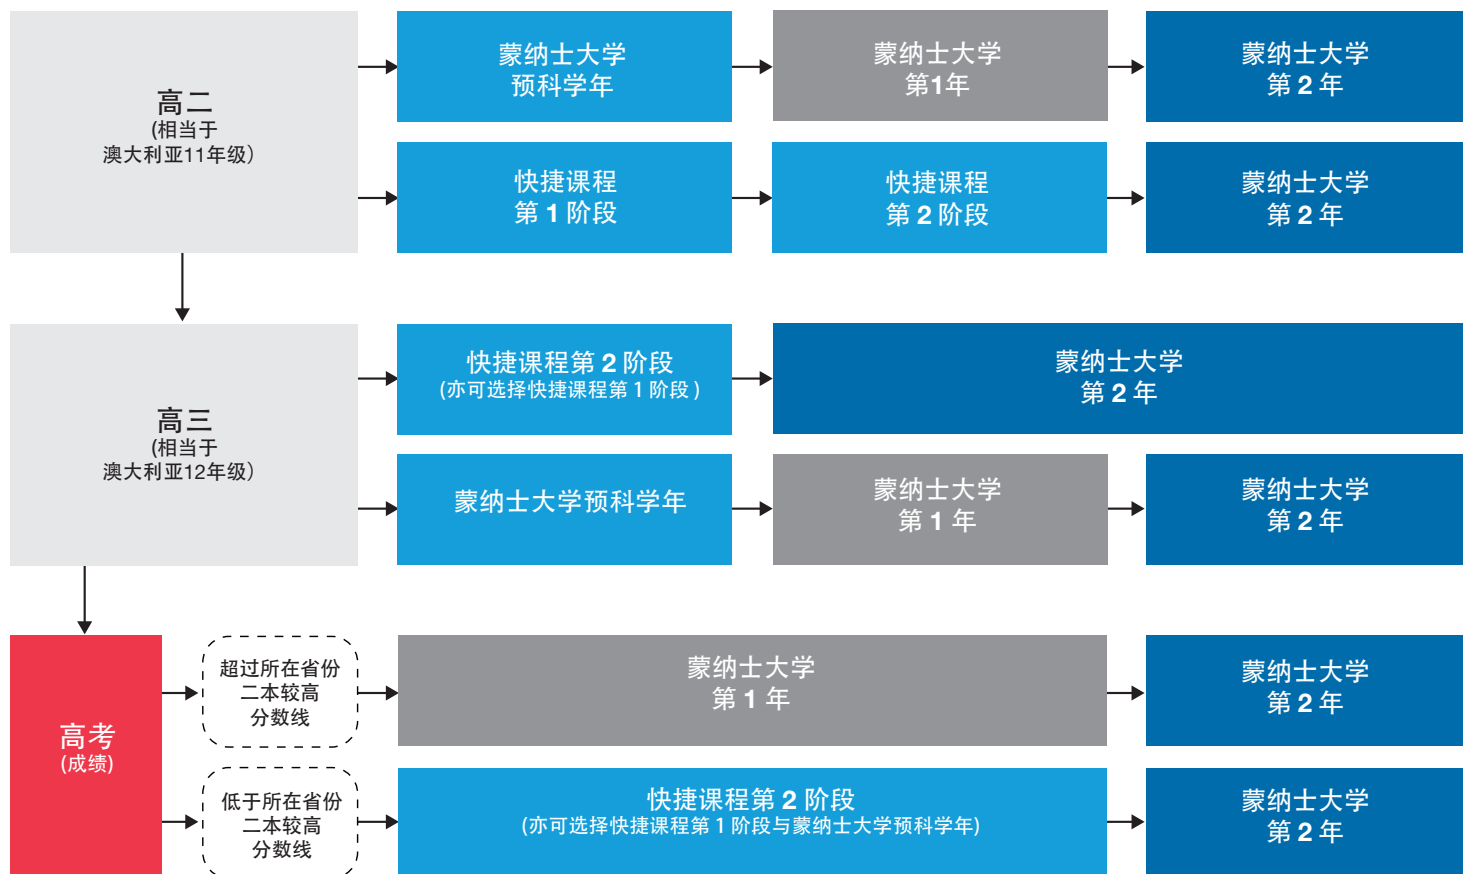 高二
(相当于
澳大利亚11年级）
蒙纳士大学
预科学年
蒙纳士大学
第1年
蒙纳士大学
第 2 年
快捷课程
第 1 阶段
快捷课程
第 2 阶段
蒙纳士大学
第 2 年
高三
(相当于
澳大利亚12年级）
快捷课程第 2 阶段
(亦可选择快捷课程第 1 阶段 )
蒙纳士大学
第 2 年
蒙纳士大学预科学年
蒙纳士大学
第 1 年
蒙纳士大学
第 2 年
高考
(成绩)
超过所在省份
二本较高
分数线
蒙纳士大学
第 1 年
蒙纳士大学
第 2 年
低于所在省份
二本较高
分数线
快捷课程第 2 阶段
(亦可选择快捷课程第 1 阶段与蒙纳士大学预科学年)
蒙纳士大学
第 2 年